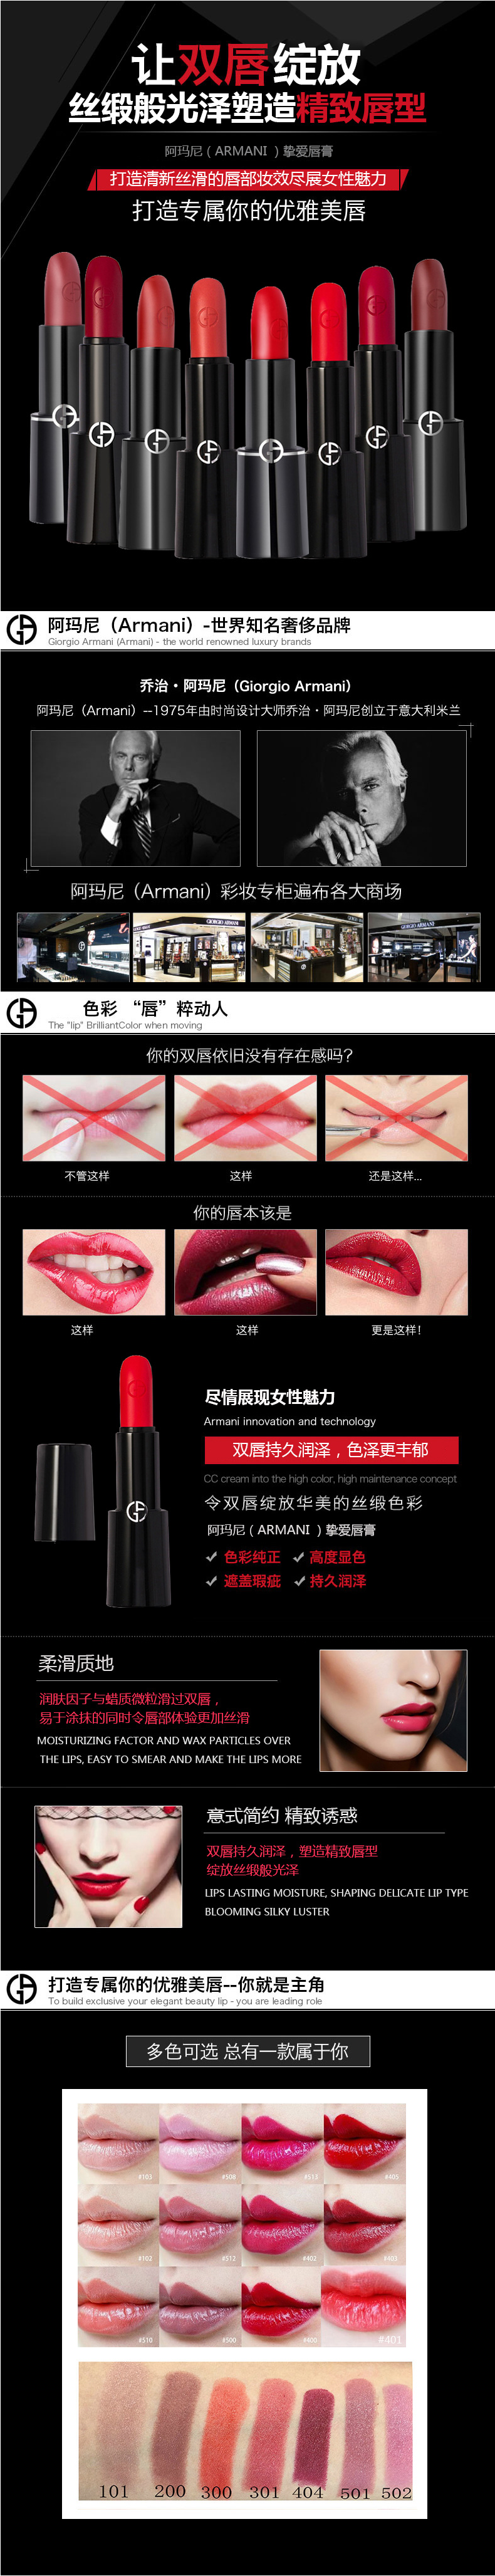 让双唇绽放
丝缎般光泽塑造精致唇型
阿玛尼（ARMANI ）挚爱唇膏
打造清新丝滑的唇部妆效尽展女性魅力
打造专属你的优雅美唇
阿玛尼（Armani）-世界知名奢侈品牌
Giorgio Armani (Armani) - the world renowned luxury brands
乔治・阿玛尼（Giorgio Armani）
阿玛尼（Armani）--1975年由时尚设计大师乔治・阿玛尼创立于意大利米兰
阿玛尼（Armani）彩妆专柜遍布各大商场
GIORGIO ARMANI
色彩 “唇” 粹动人
The "lip" BrilliantColor when moving
你的双唇依旧没有存在感吗?
不管这样
这样
还是这样...
你的唇本该是
这样
这样
更是这样!
尽情展现女性魅力
Armani innovation and technology
双唇持久润泽，色泽更丰郁
CC cream into the high color, high maintenance concept
令双唇绽放华美的丝缎色彩
阿玛尼（ARMANI ）挚爱唇膏
色彩纯正 高度显色
遮盖瑕疵 持久润泽
柔滑质地
润肤因子与蜡质微粒滑过双唇，
易于涂抹的同时令唇部体验更加丝滑
MOISTURIZING FACTOR AND WAX PARTICLES OVER
THE LIPS, EASY TO SMEAR AND MAKE THE LIPS MORE
意式简约 精致诱惑
双唇持久润泽，塑造精致唇型
绽放丝缎般光泽
LIPS LASTING MOISTURE, SHAPING DELICATE LIP TYPE
BLOOMING SILKY LUSTER
打造专属你的优雅美唇--你就是主角
To build exclusive your elegant beauty lip - you are leading role
多色可选 总有一款属于你
#103 #508 #513 #405
#102 #512 #402 #403
#510 #500 #400 #401
101 200 300 301 404 501 502